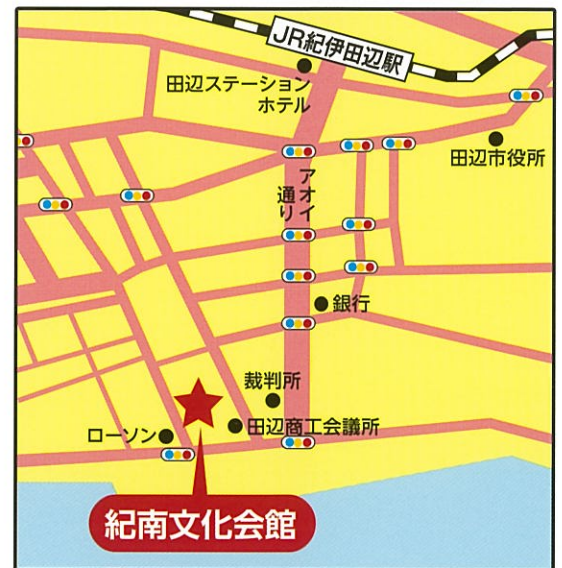 JR紀伊田辺駅
田辺ステーション
ホテル
田辺市役所
アオイ
通り
銀行
裁判所
田辺商工会議所
ローソン
紀南文化会館